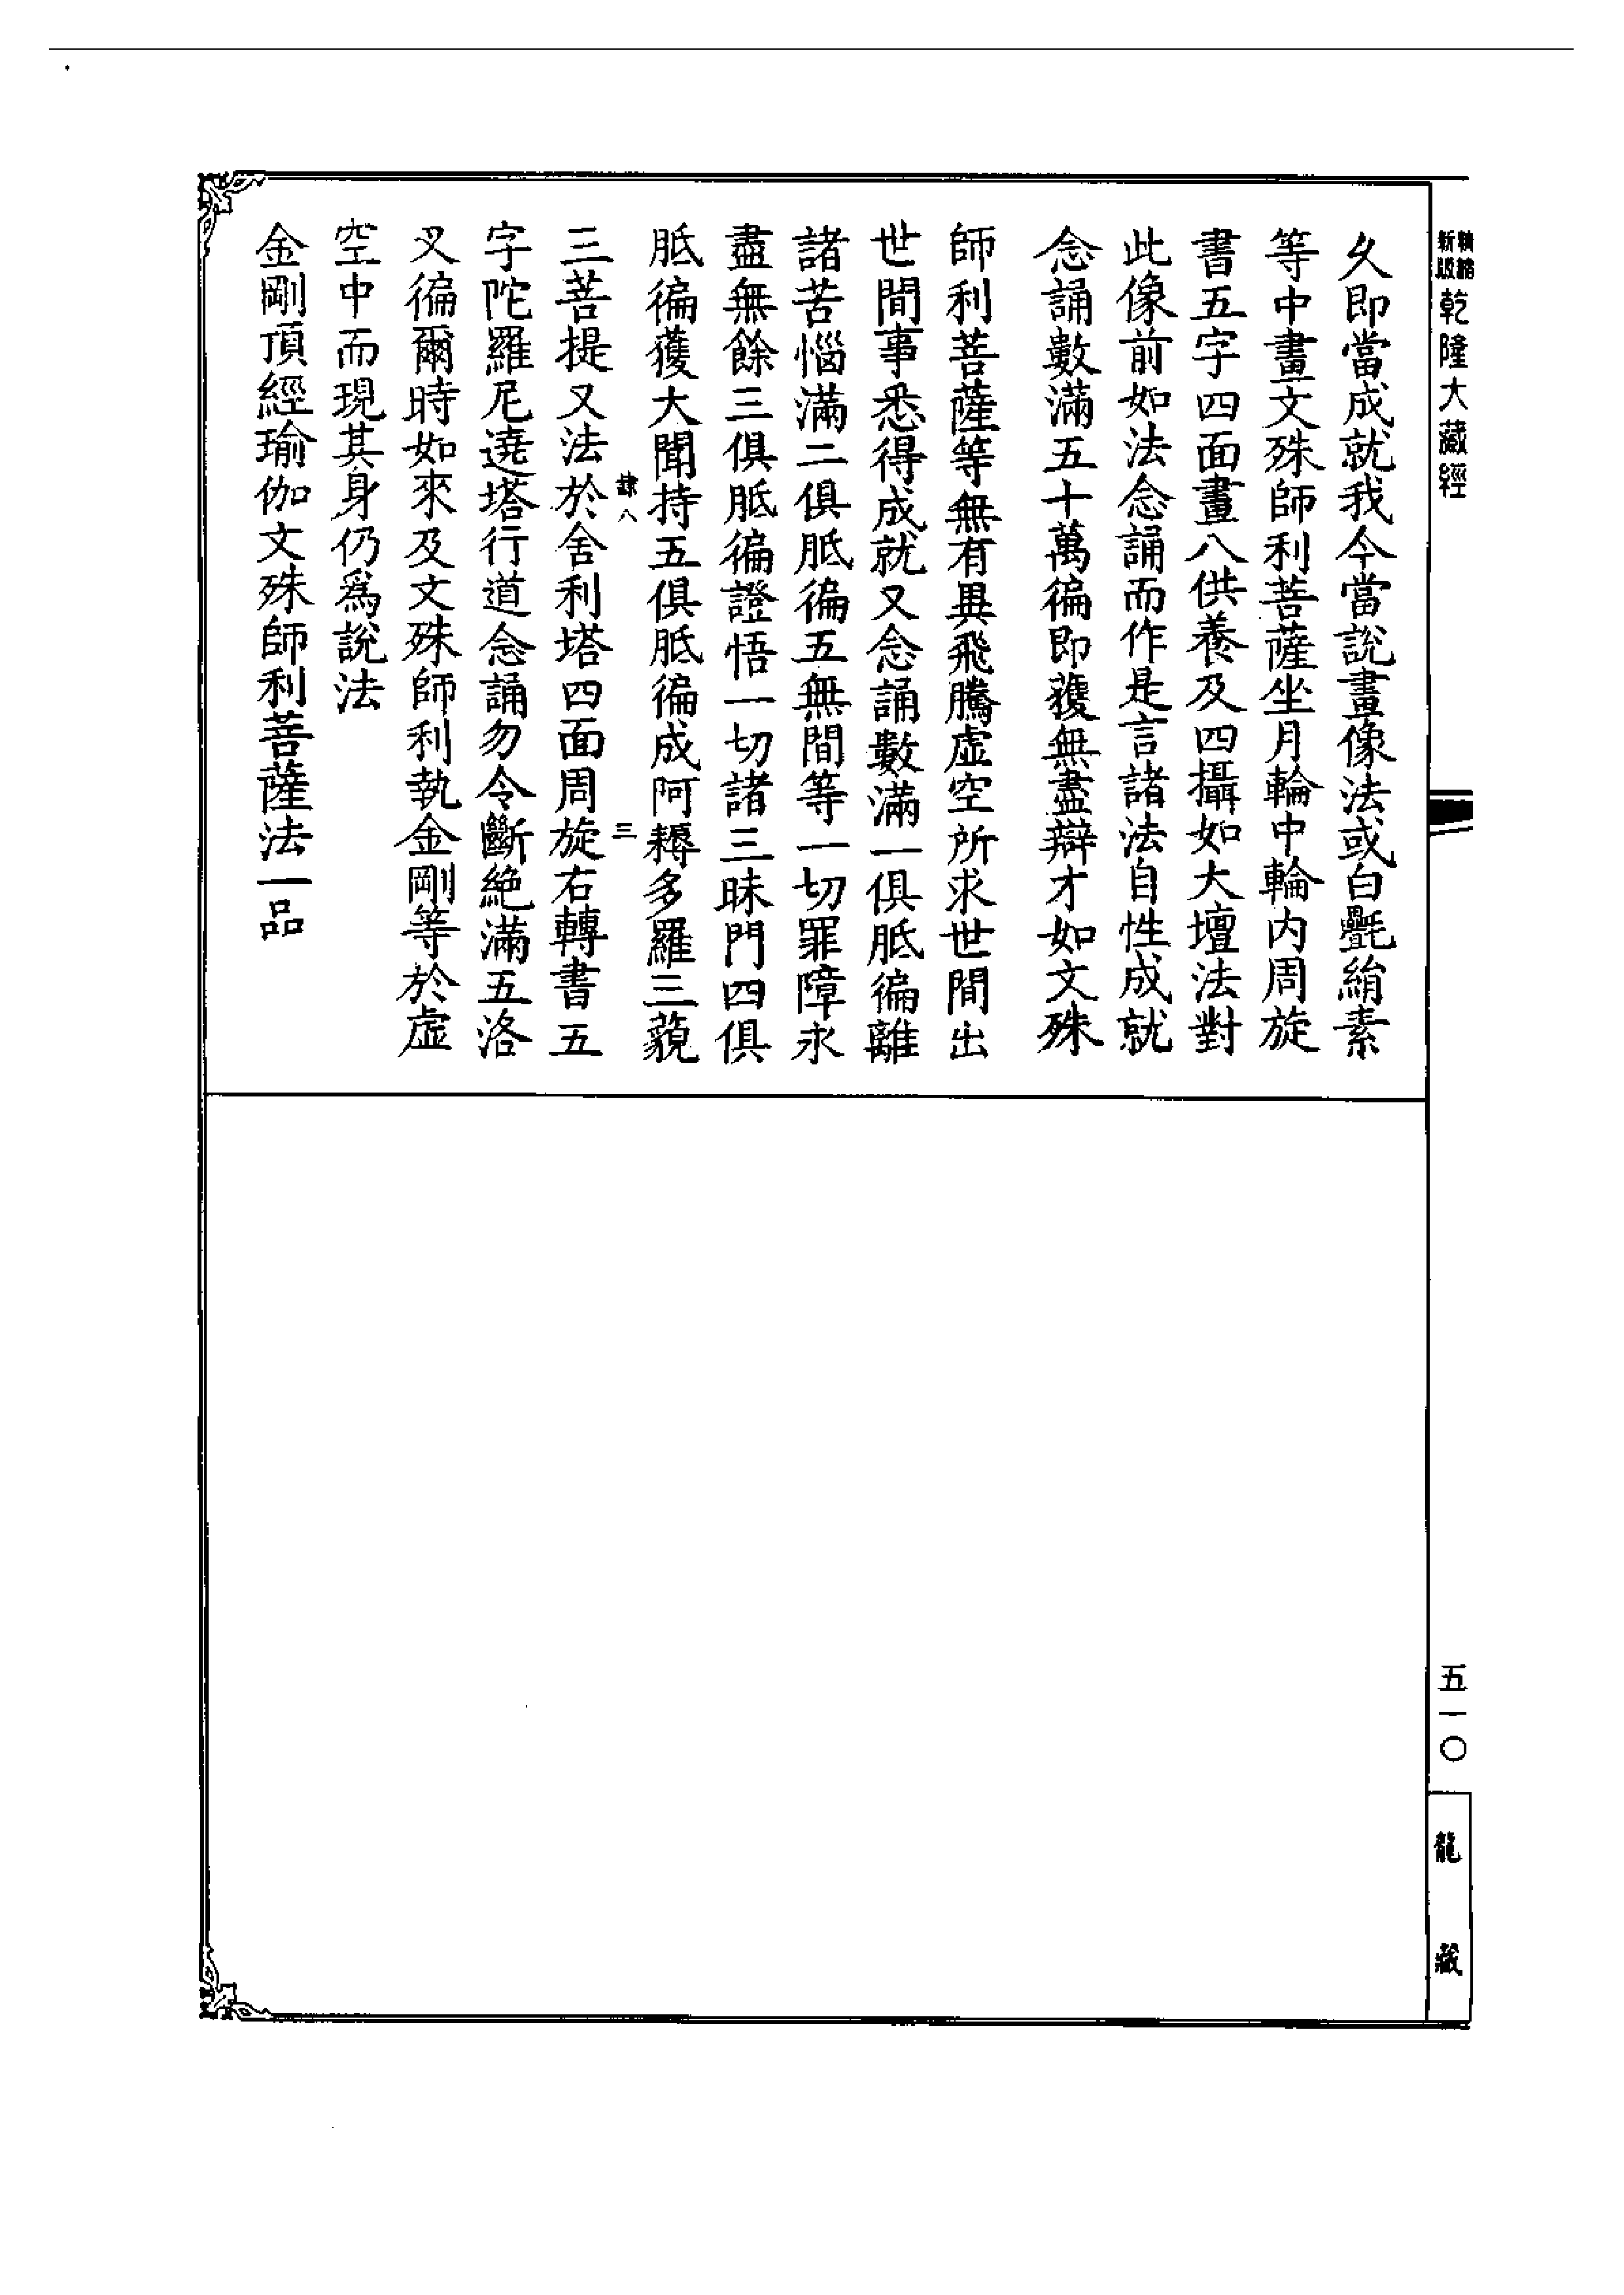 精縮新版乾隆大藏經
久即當成就我今當說畫像法或白㲲絹素
等中畫文殊師利菩薩坐月輪中輪內周旋
書五字四面畫八供養及四攝如大壇法對
此像前如法念誦而作是言諸法自性成就
念誦數滿五十萬徧即獲無盡辯才如文殊
師利菩薩等無有異飛騰虛空所求世間出
世間事悉得成就又念誦數滿一俱胝徧離
諸苦惱滿二俱胝徧五無間等一切罪障永
盡無餘三俱胝徧證悟一切諸三昧門四俱
胝徧獲大聞持五俱胝徧成阿耨多羅三藐
隸八 三
三菩提又法於舍利塔四面周旋右轉書五
字陀羅尼遶塔行道念誦勿令斷絕滿五洛
叉徧爾時如來及文殊師利執金剛等於虛
空中而現其身仍為說法
金剛頂經瑜伽文殊師利菩薩法一品
五一〇
龍藏